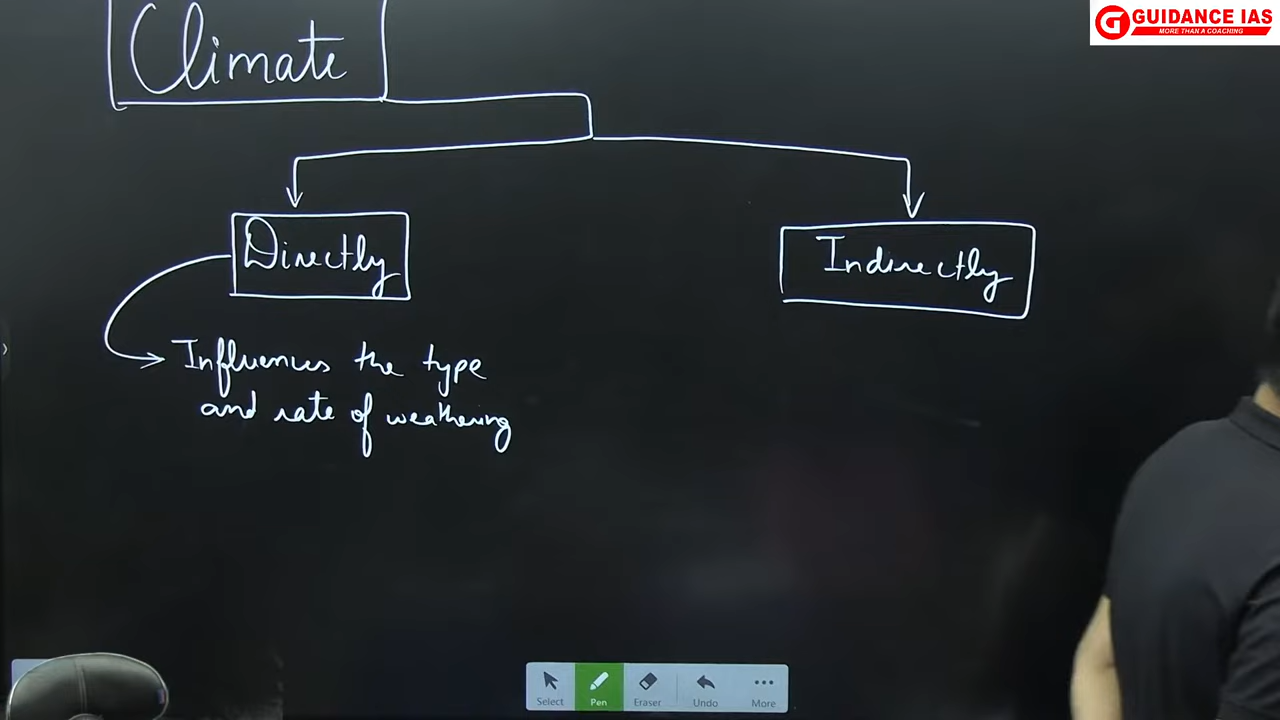 GUIDANCE IAS
MORE THAN A COACHING
Climate
Directly
Indirectly
Influences the type
and rate of weathering
Select
Pen
Eraser
Undo
More